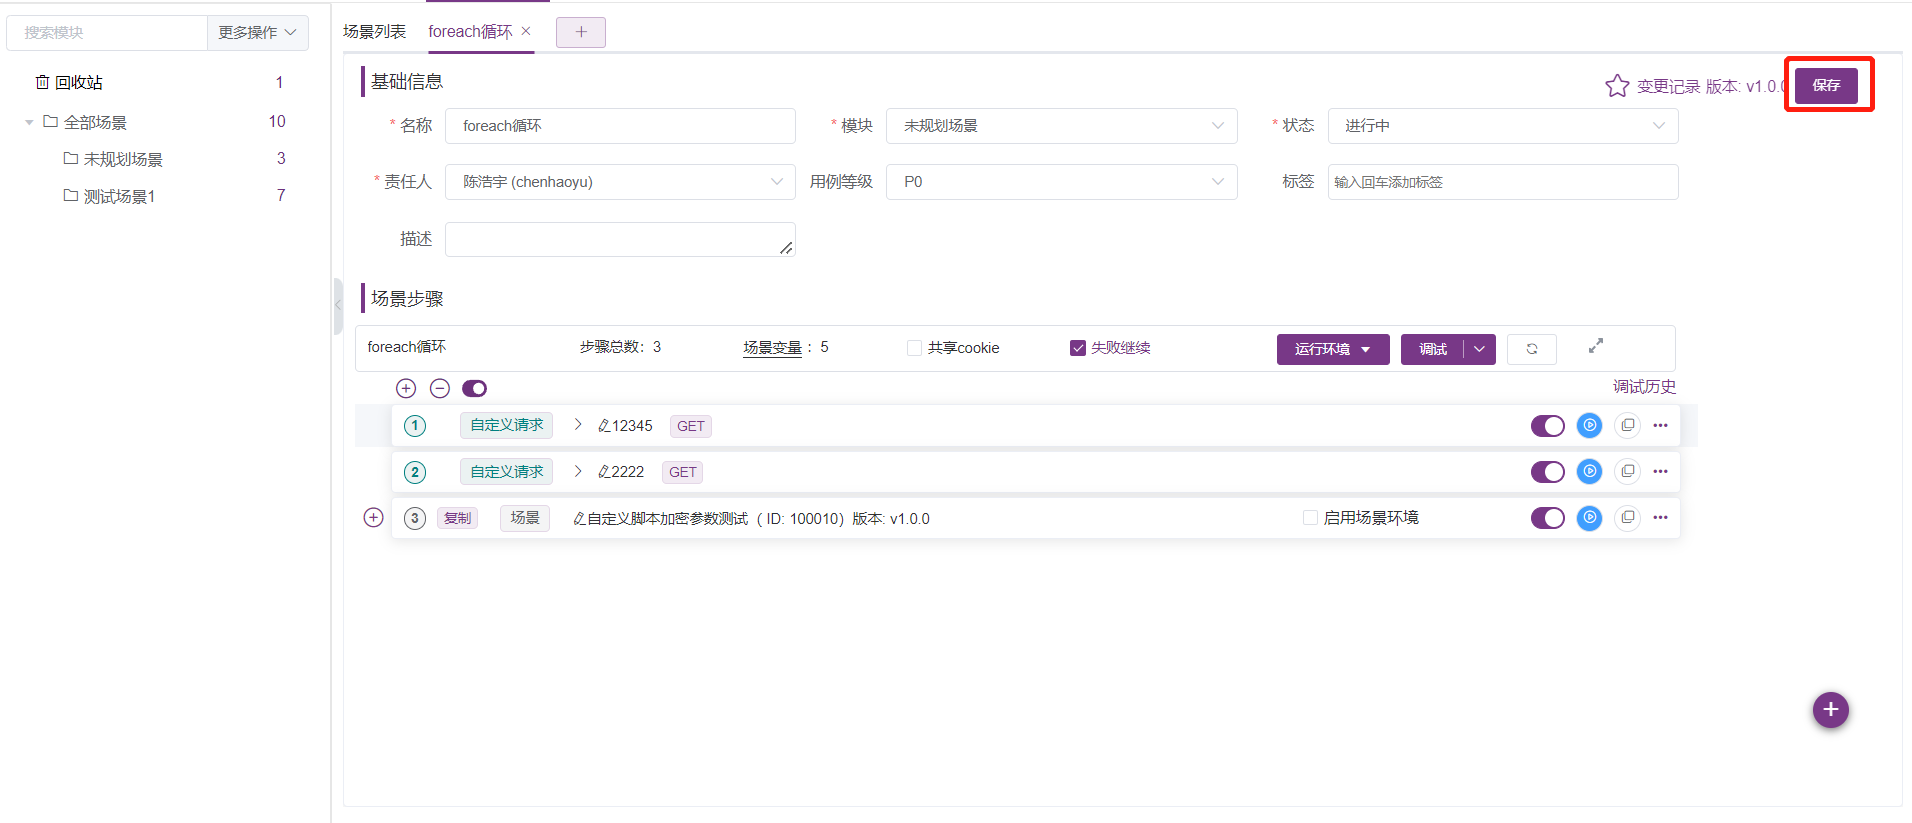 搜索模块
更多操作
回收站 1
全部场景 10
未规划场景 3
测试场景1 7
场景列表
foreach循环
基础信息
变更记录 版本: v1.0.
保存
* 名称 foreach循环
* 模块 未规划场景
* 状态 进行中
* 责任人 陈浩宇 (chenhaoyu)
用例等级 P0
标签 输入回车添加标签
描述
场景步骤
foreach循环 步骤总数: 3 场景变量 : 5 共享cookie 失败继续 运行环境 调试
调试历史
1 自定义请求 12345 GET
2 自定义请求 2222 GET
3 复制 场景 自定义脚本加密参数测试（ ID: 100010）版本: v1.0.0 启用场景环境